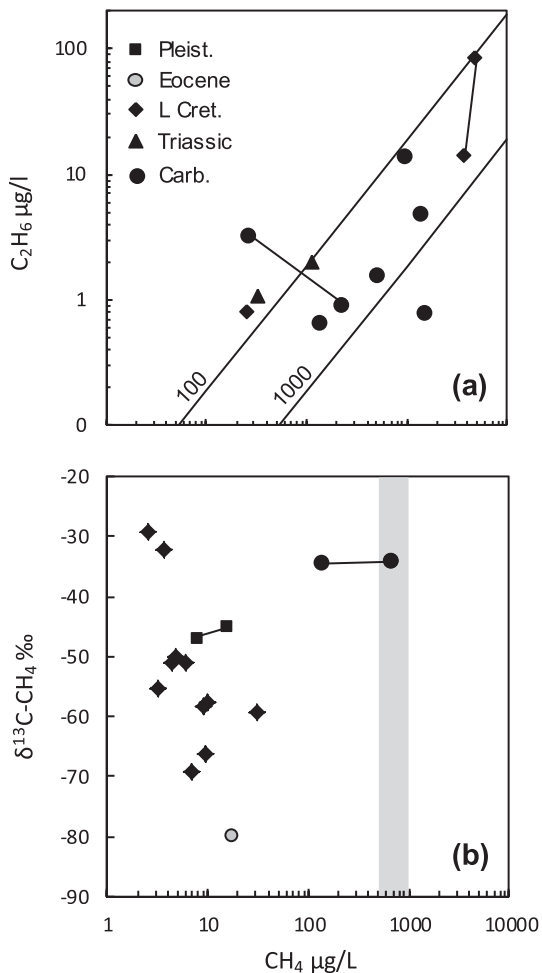 100
10
1
0
C₂H₆ µg/l
Pleist.
Eocene
L Cret.
Triassic
Carb.
100
1000
(a)
-20
-30
-40
-50
-60
-70
-80
-90
δ¹³C-CH₄ ‰
(b)
1 10 100 1000 10000
CH₄ µg/L